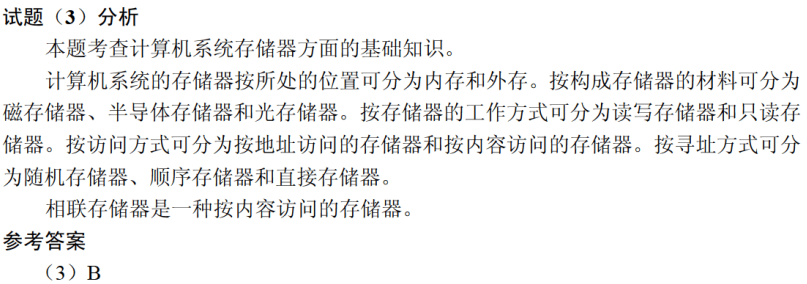 试题（3）分析
本题考查计算机系统存储器方面的基础知识。
计算机系统的存储器按所处的位置可分为内存和外存。按构成存储器的材料可分为
磁存储器、半导体存储器和光存储器。按存储器的工作方式可分为读写存储器和只读存
储器。按访问方式可分为按地址访问的存储器和按内容访问的存储器。按寻址方式可分
为随机存储器、顺序存储器和直接存储器。
相联存储器是一种按内容访问的存储器。
参考答案
（3）B